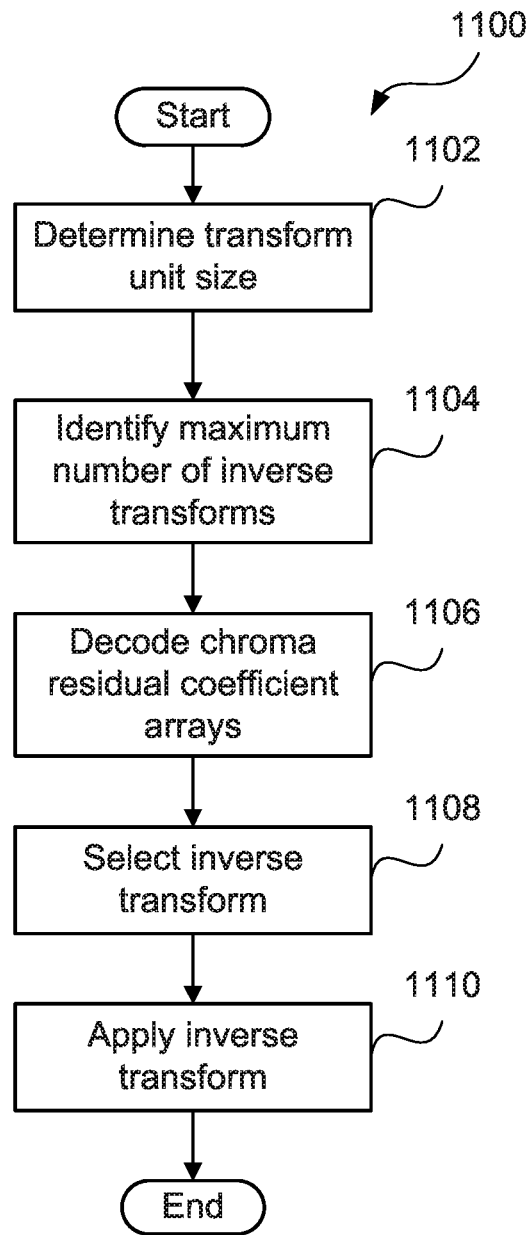 1100
Start
1102
Determine transform
unit size
1104
Identify maximum
number of inverse
transforms
1106
Decode chroma
residual coefficient
arrays
1108
Select inverse
transform
1110
Apply inverse
transform
End